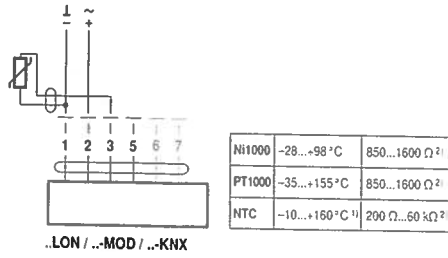 ⊥ ~
– +
1 2 3 5 6 7
..LON / ..-MOD / ..-KNX
Ni1000 −28...+98 °C 850...1600 Ω 2)
PT1000 −35...+155 °C 850...1600 Ω 2)
NTC −10...+160 °C 1) 200 Ω...60 kΩ 2)